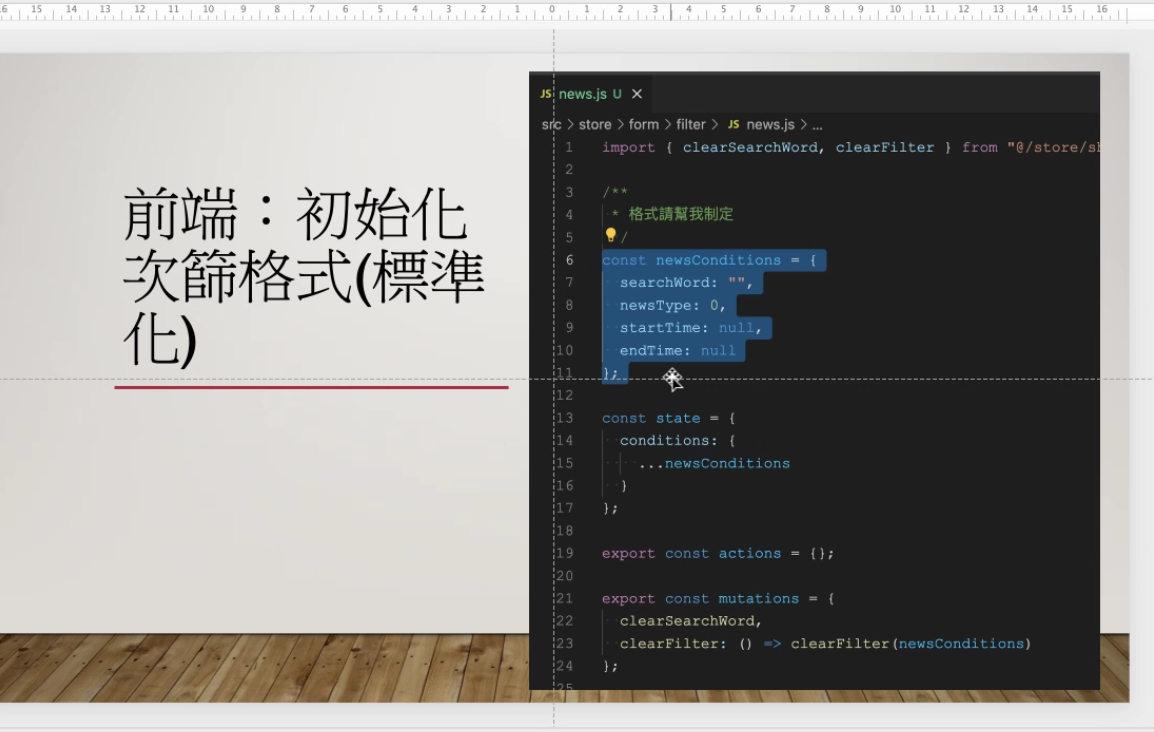 16 15 14 13 12 11 10 9 8 7 6 5 4 3 2 1 0 1 2 3 4 5 6 7 8 9 10 11 12 13 14 15 16
前端：初始化
次篩格式(標準
化)
JS news.js U ×
src > store > form > filter > JS news.js > ...
1 import { clearSearchWord, clearFilter } from "@/store/sh
2
3 /**
4 * 格式請幫我制定
5 /
6 const newsConditions = {
7 searchWord: "",
8 newsType: 0,
9 startTime: null,
10 endTime: null
11 };
12
13 const state = {
14 conditions: {
15 ...newsConditions
16 }
17 };
18
19 export const actions = {};
20
21 export const mutations = {
22 clearSearchWord,
23 clearFilter: () => clearFilter(newsConditions)
24 };
25